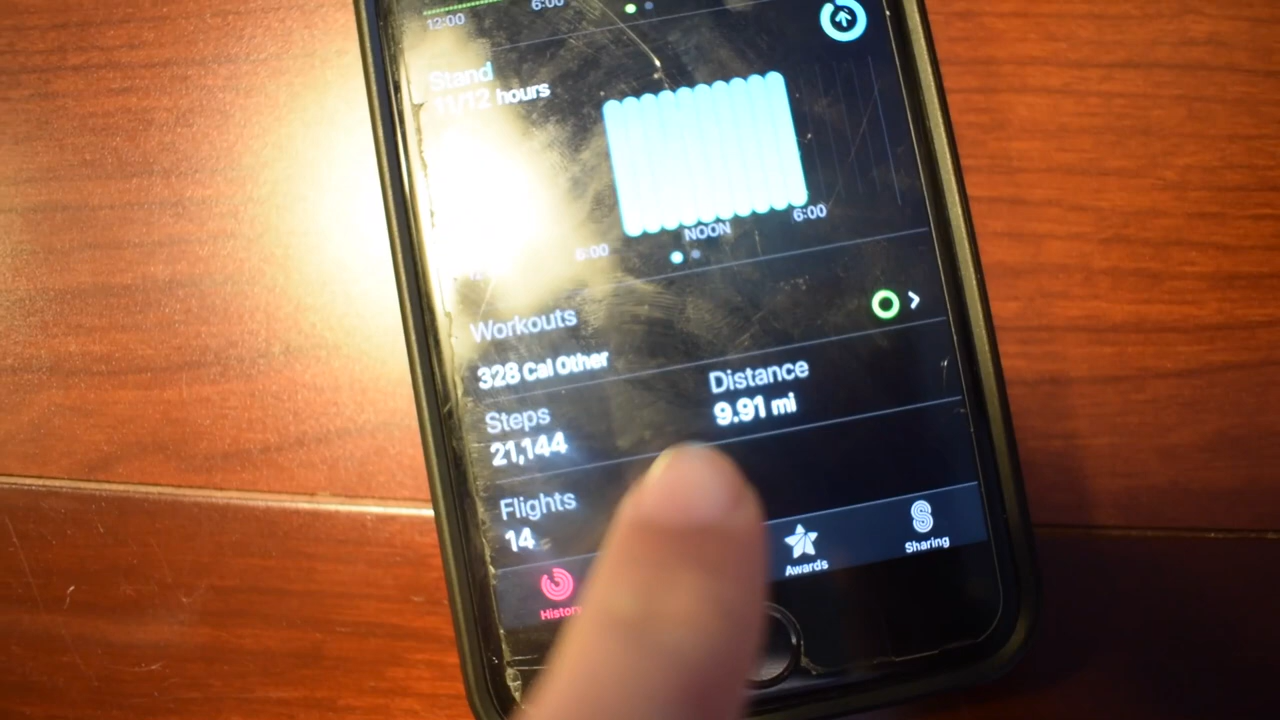 12:00
6:00
Stand
11/12 hours
6:00
NOON
6:00
Workouts
328 Cal Other
Steps
21,144
Distance
9.91 mi
Flights
14
History
Awards
Sharing